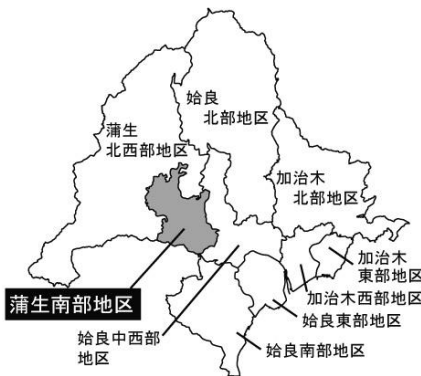 姶良
北部地区
蒲生
北西部地区
加治木
北部地区
加治木
東部地区
蒲生南部地区
加治木西部地区
姶良中西部
地区
姶良東部地区
姶良南部地区